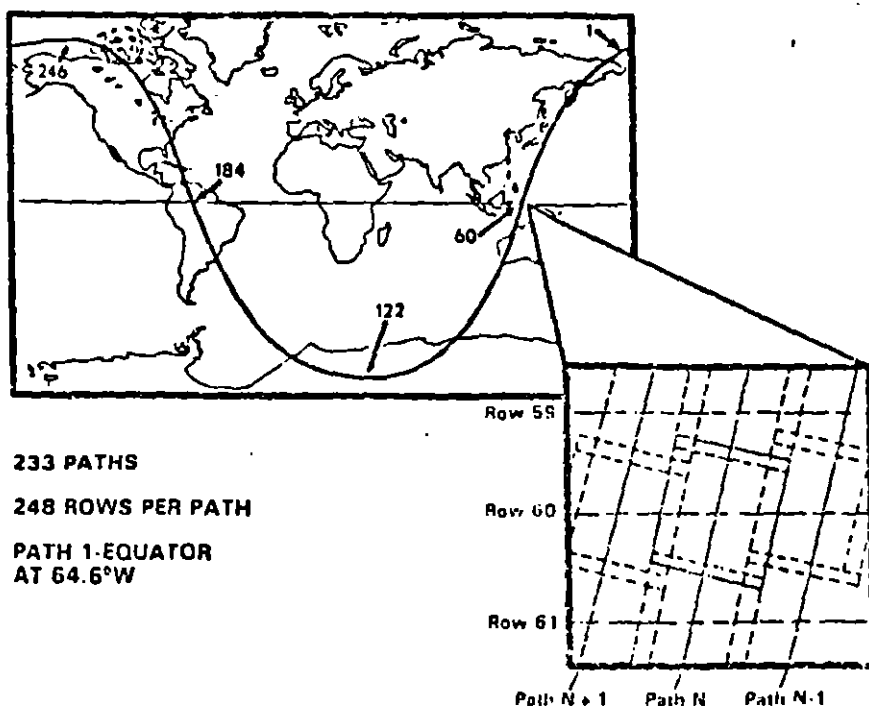 1
246
184
60
122
Row 59
233 PATHS
248 ROWS PER PATH
Row 60
PATH 1-EQUATOR
AT 64.6°W
Row 61
Path N + 1 Path N Path N-1